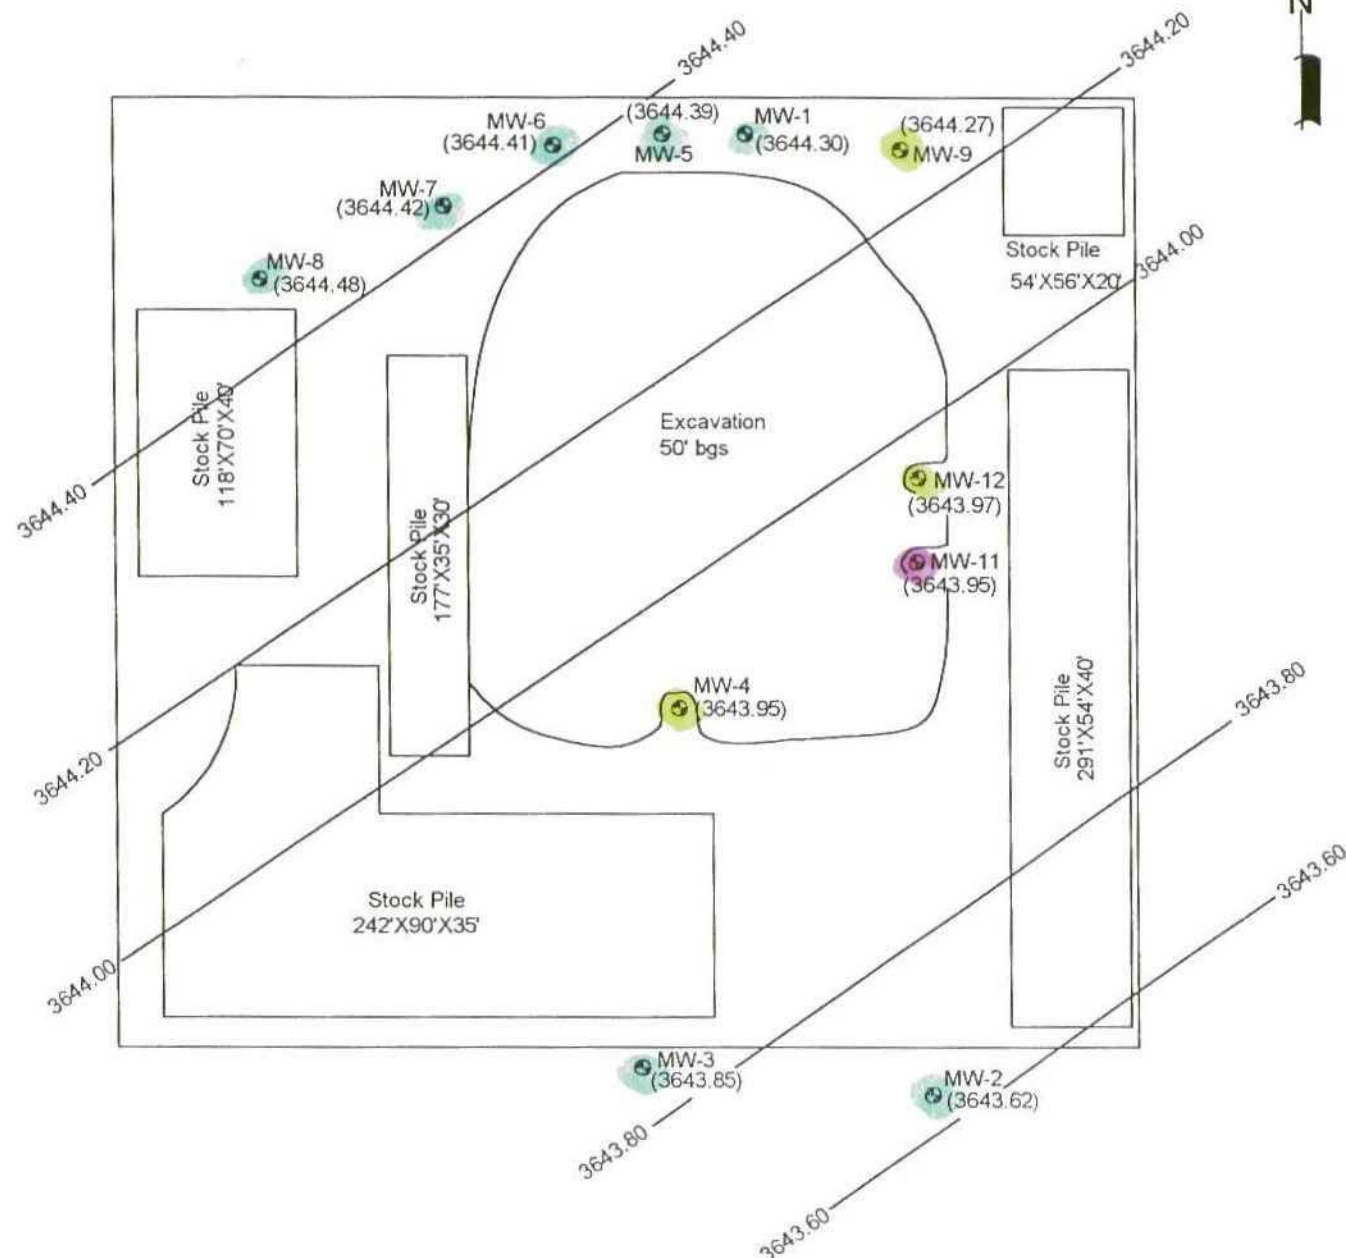 N
3644.40
3644.20
(3644.39)
MW-5
MW-6
(3644.41)
MW-1
(3644.30)
(3644.27)
MW-9
MW-7
(3644.42)
MW-8
(3644.48)
Stock Pile
54'X56'X20'
3644.00
Stock Pile
118'X70'X40'
Excavation
50' bgs
3644.40
MW-12
(3643.97)
Stock Pile
177'X35'X30'
MW-11
(3643.95)
MW-4
(3643.95)
Stock Pile
291'X54'X40'
3643.80
3644.20
Stock Pile
242'X90'X35'
3643.60
3644.00
MW-3
(3643.85)
MW-2
(3643.62)
3643.80
3643.60